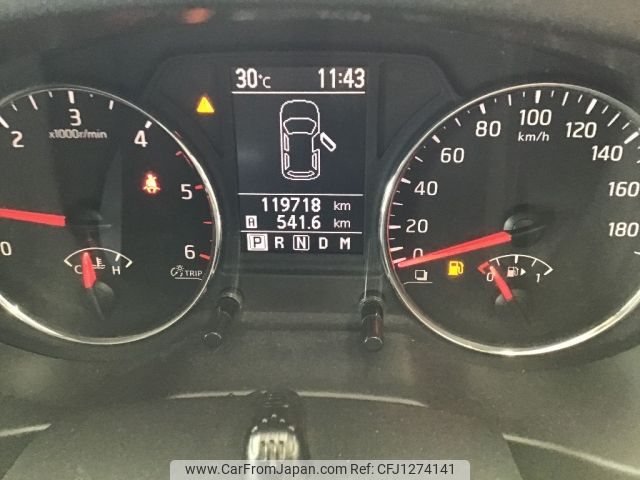 30°C 11:43
119718 km
A 541.6 km
P R N D M
0 2 3 4 5 6
x1000r/min
C H
TRIP
0 20 40 60 80 100 120 140 160 180
km/h
0 1
www.CarFromJapan.com - CFJ1274141